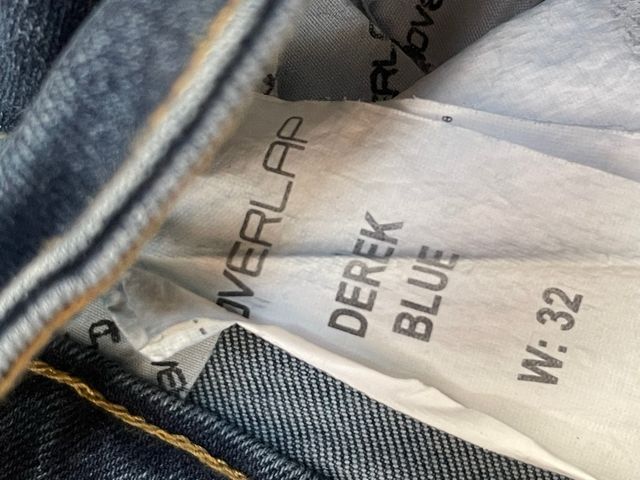 OVERLAP
DEREK
BLUE
W: 32